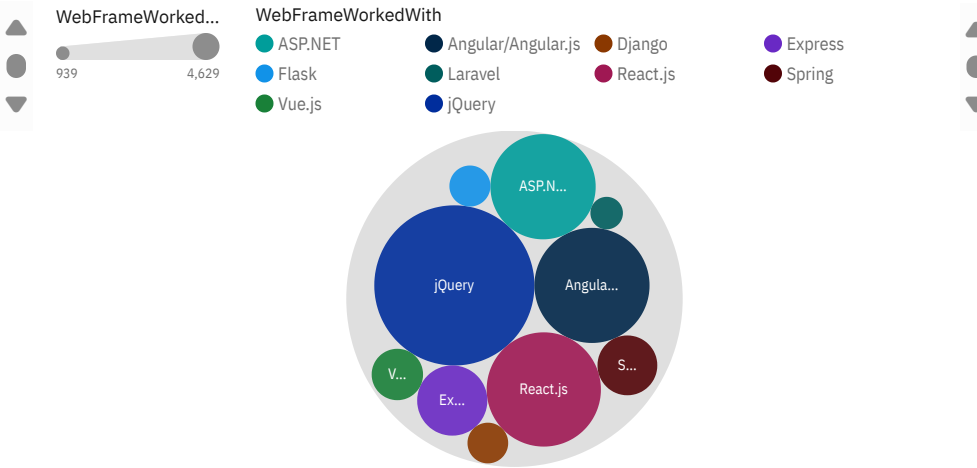 WebFrameWorked...
939 4,629
WebFrameWorkedWith
ASP.NET Angular/Angular.js Django Express
Flask Laravel React.js Spring
Vue.js jQuery
ASP.N...
jQuery
Angula...
V...
Ex...
React.js
S...